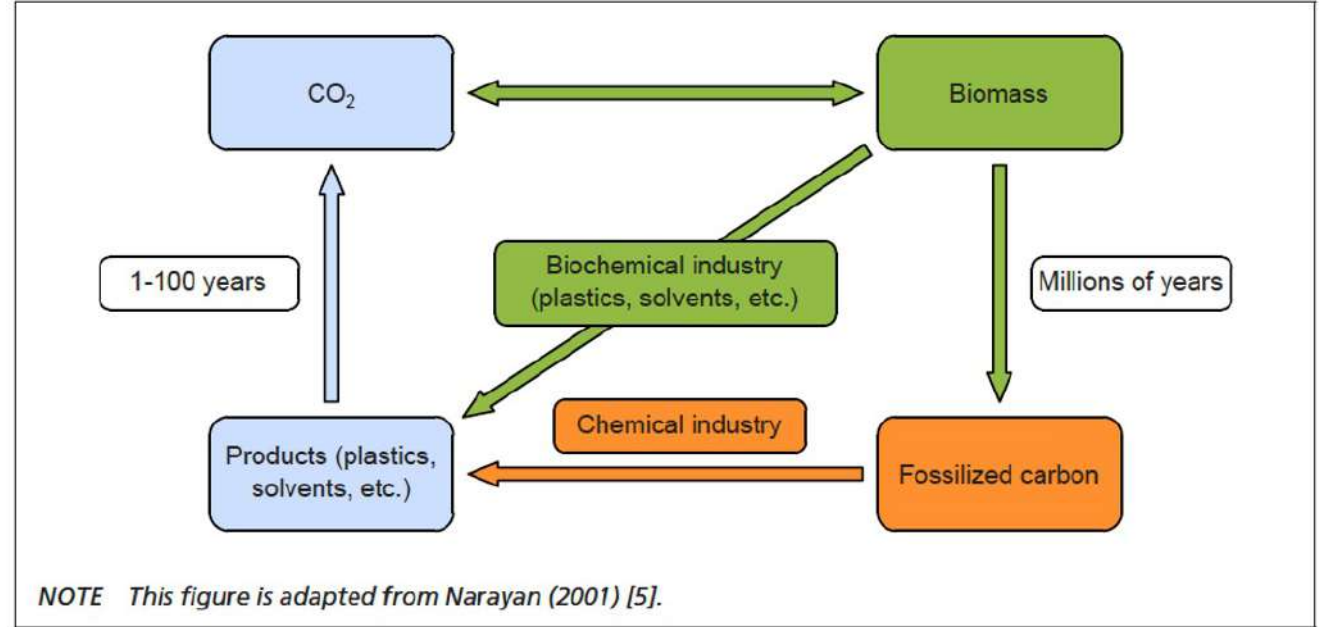 CO₂
Biomass
1-100 years
Biochemical industry
(plastics, solvents, etc.)
Millions of years
Chemical industry
Products (plastics,
solvents, etc.)
Fossilized carbon
NOTE This figure is adapted from Narayan (2001) [5].